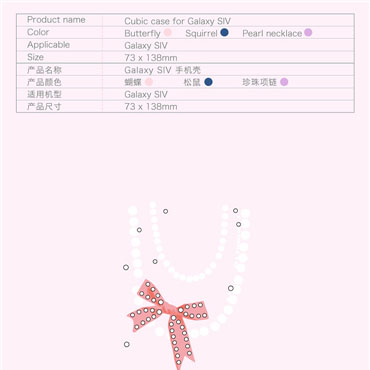 Product name Cubic case for Galaxy SIV
Color Butterfly Squirrel Pearl necklace
Applicable Galaxy SIV
Size 73 x 138mm
产品名称 Galaxy SIV 手机壳
产品颜色 蝴蝶 松鼠 珍珠项链
适用机型 Galaxy SIV
产品尺寸 73 x 138mm